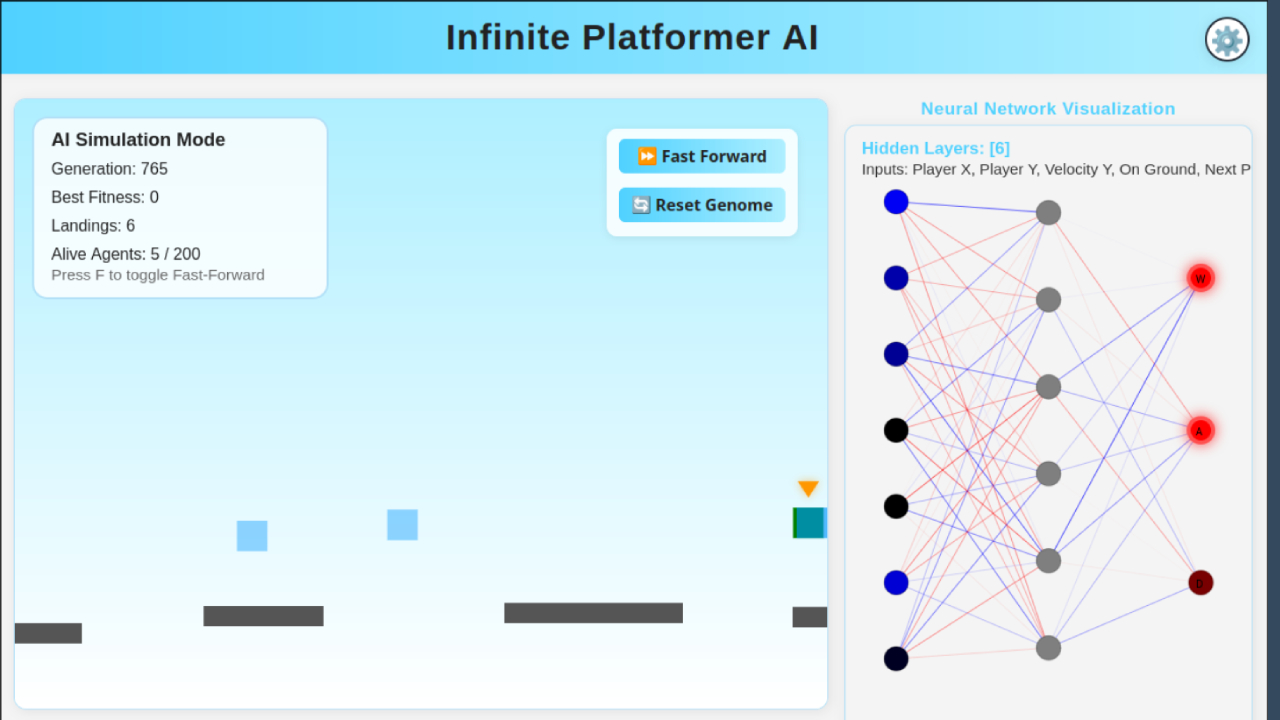 Infinite Platformer AI
AI Simulation Mode
Generation: 765
Best Fitness: 0
Landings: 6
Alive Agents: 5 / 200
Press F to toggle Fast-Forward
Fast Forward
Reset Genome
Neural Network Visualization
Hidden Layers: [6]
Inputs: Player X, Player Y, Velocity Y, On Ground, Next P
W
A
D